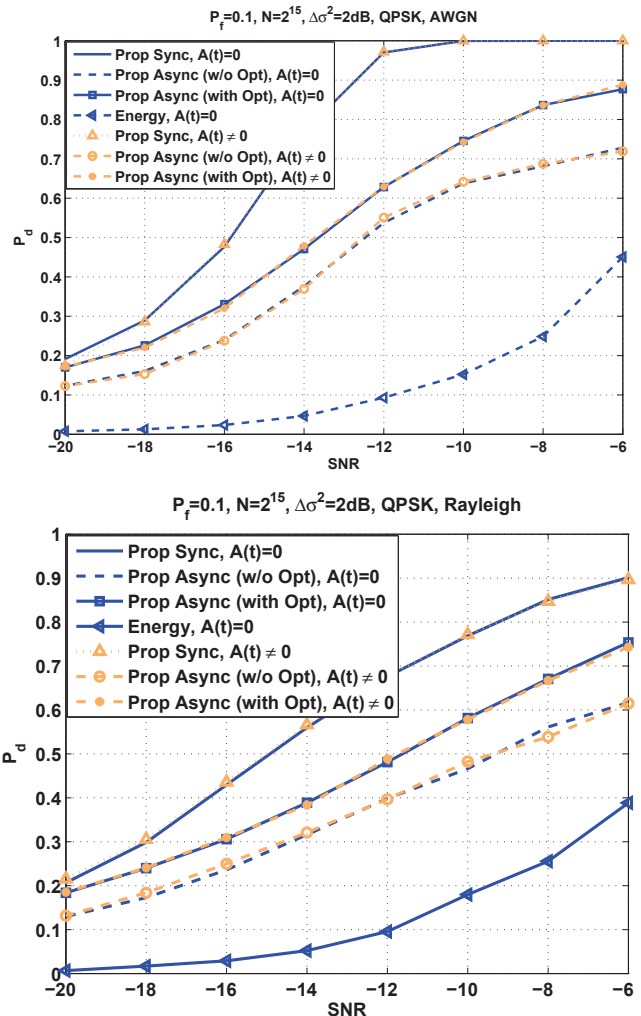 P_f=0.1, N=2^15, Δσ^2=2dB, QPSK, AWGN
1
0.9
0.8
0.7
0.6
0.5
0.4
0.3
0.2
0.1
0
P_d
Prop Sync, A(t)=0
Prop Async (w/o Opt), A(t)=0
Prop Async (with Opt), A(t)=0
Energy, A(t)=0
Prop Sync, A(t) ≠ 0
Prop Async (w/o Opt), A(t) ≠ 0
Prop Async (with Opt), A(t) ≠ 0
−20 −18 −16 −14 −12 −10 −8 −6
SNR
P_f=0.1, N=2^15, Δσ^2=2dB, QPSK, Rayleigh
1
0.9
0.8
0.7
0.6
0.5
0.4
0.3
0.2
0.1
0
P_d
Prop Sync, A(t)=0
Prop Async (w/o Opt), A(t)=0
Prop Async (with Opt), A(t)=0
Energy, A(t)=0
Prop Sync, A(t) ≠ 0
Prop Async (w/o Opt), A(t) ≠ 0
Prop Async (with Opt), A(t) ≠ 0
−20 −18 −16 −14 −12 −10 −8 −6
SNR